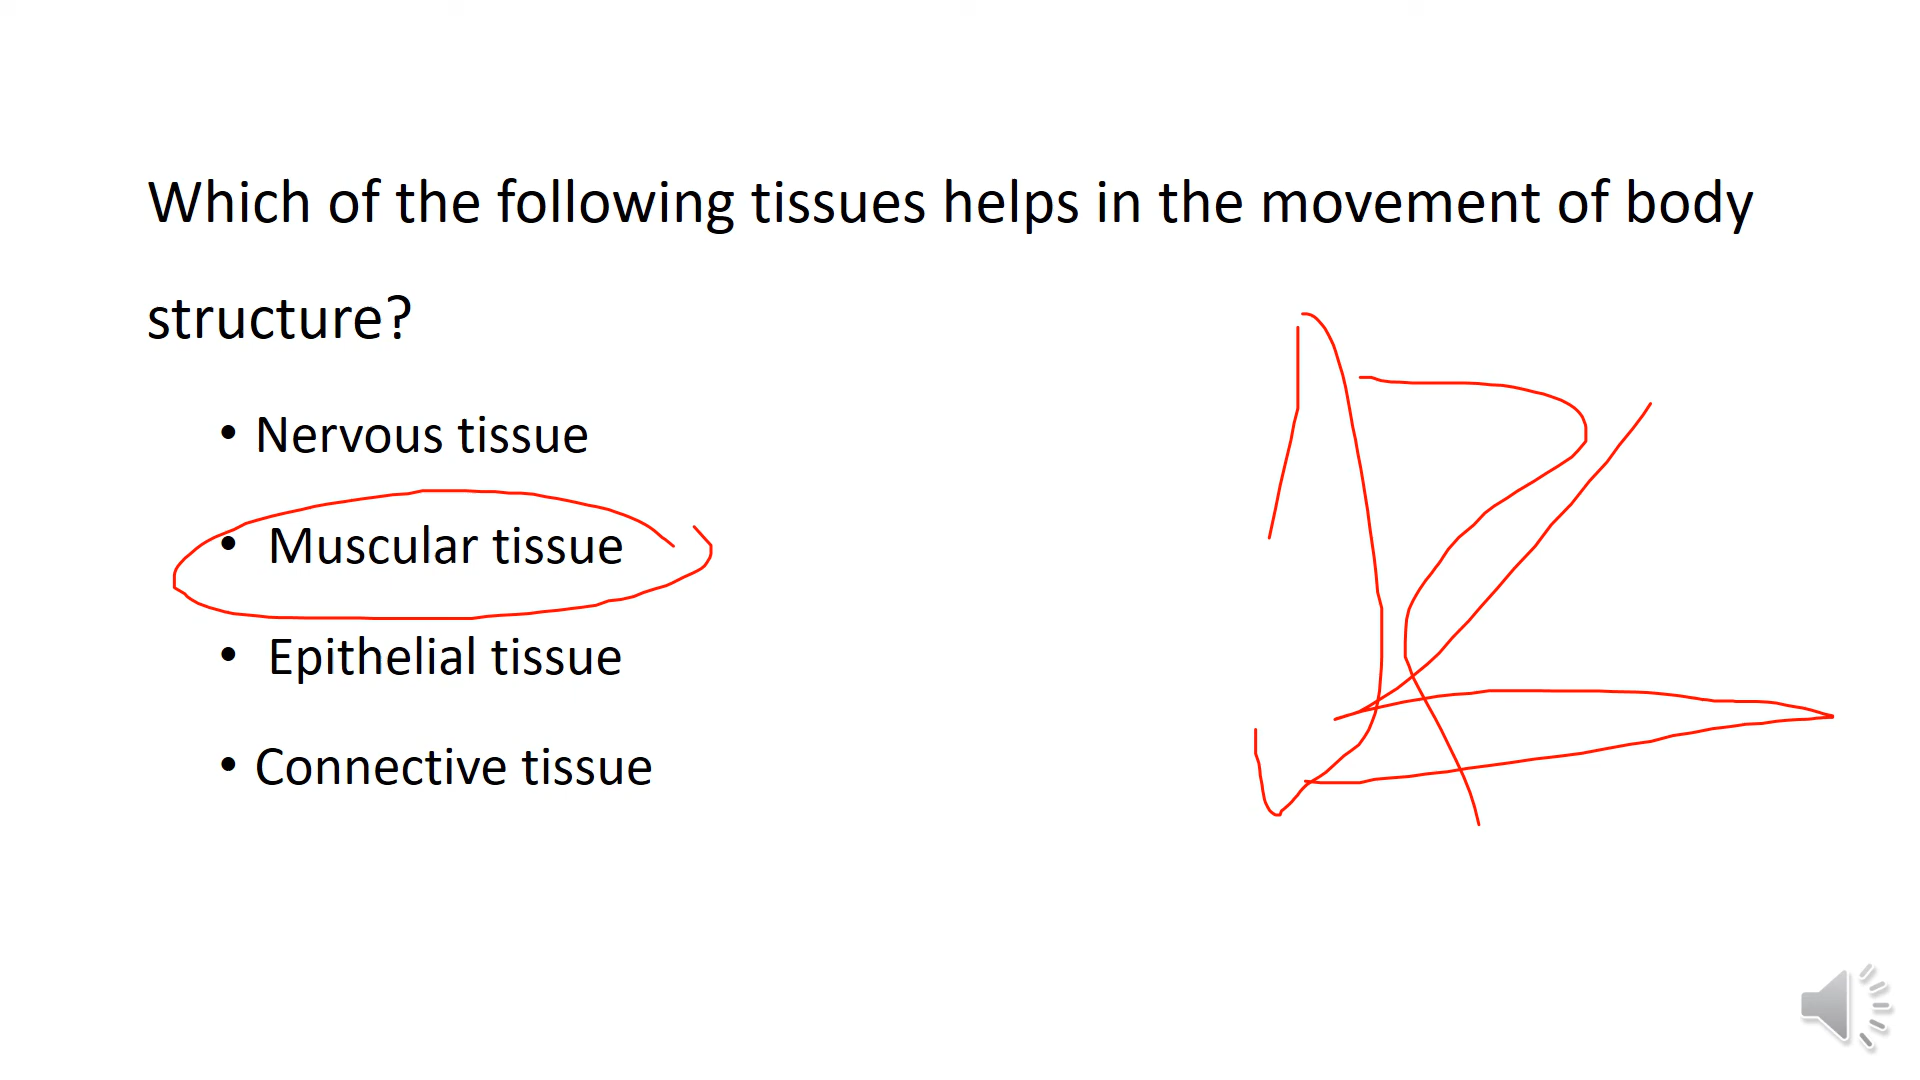 Which of the following tissues helps in the movement of body
structure?
• Nervous tissue
• Muscular tissue
• Epithelial tissue
• Connective tissue